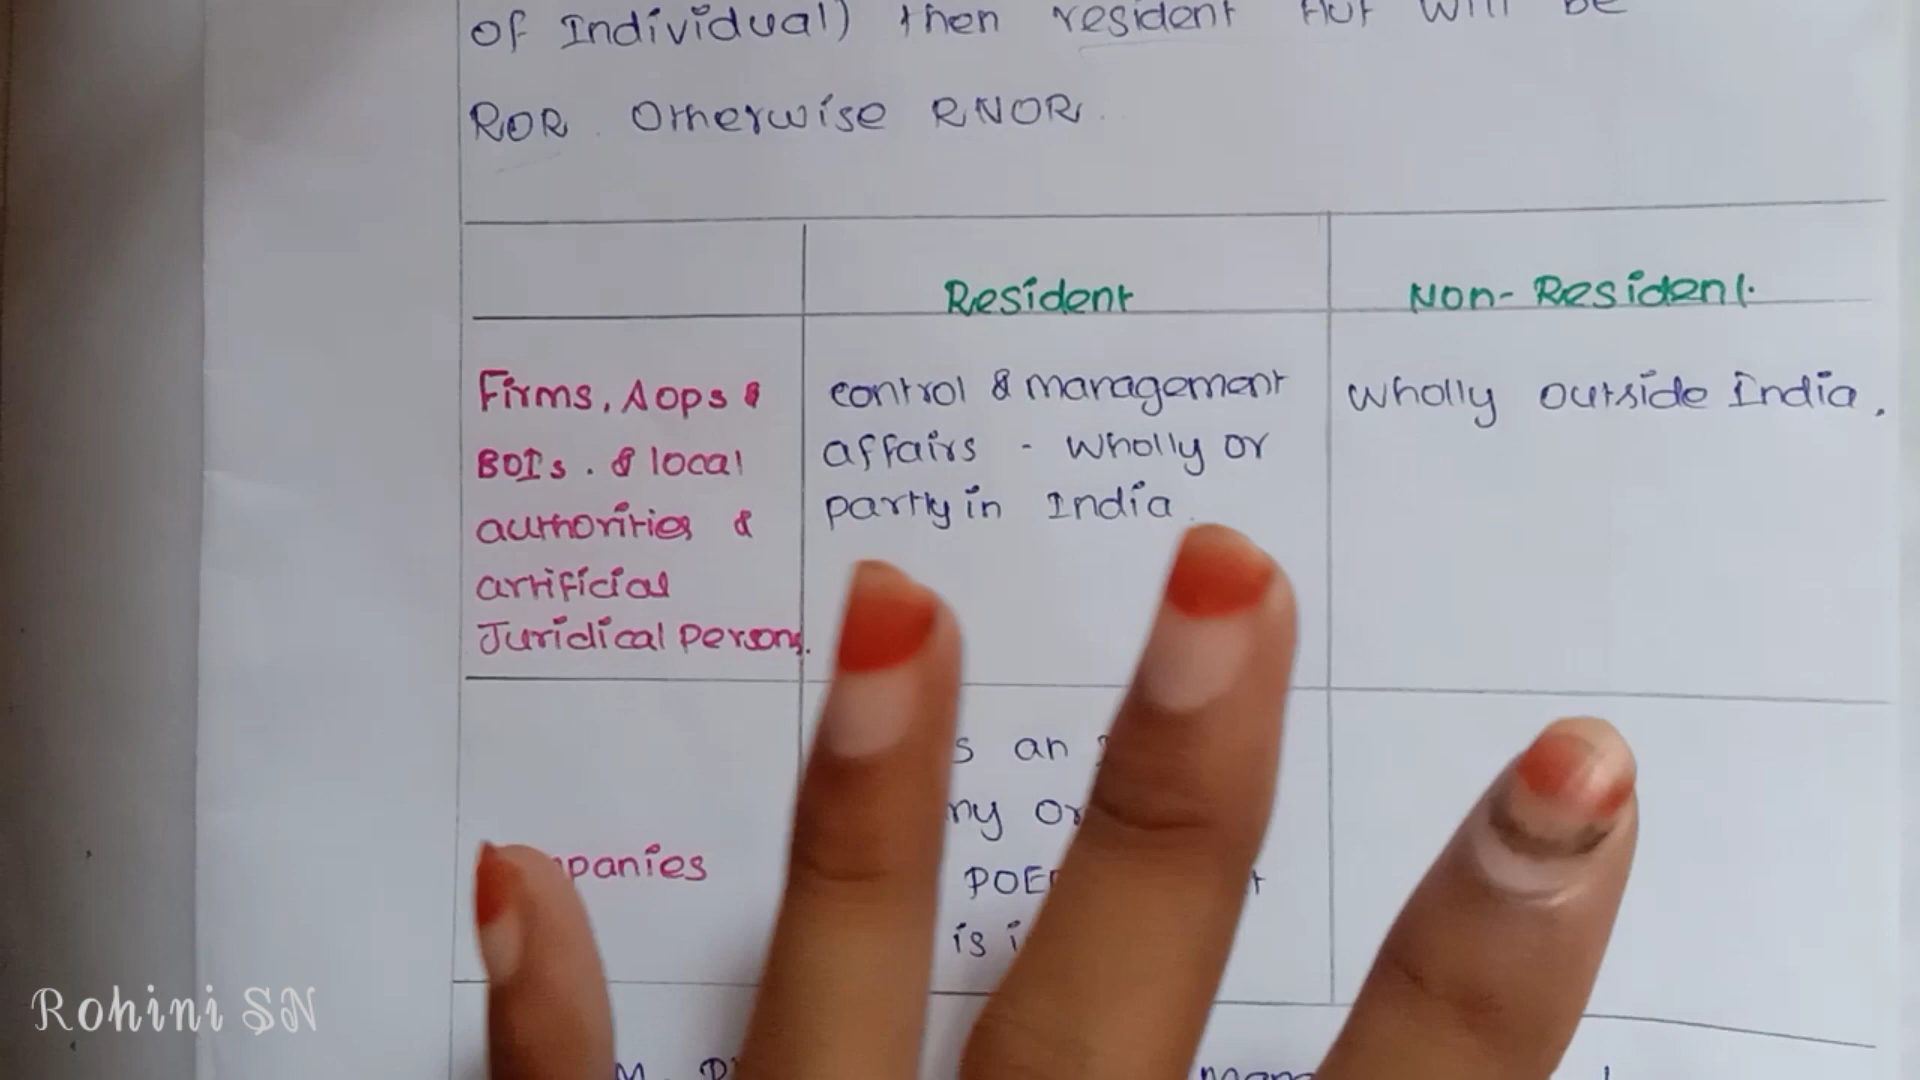 of Individual) then resident HUF will be
ROR. Otherwise RNOR.
Resident
Non-Resident.
Firms, AOPs &
BOIs. & local
authorities &
artificial
Juridical persons.
control & management
affairs - wholly or
partly in India.
wholly outside India.
panies
an
or
is
Rohini SN